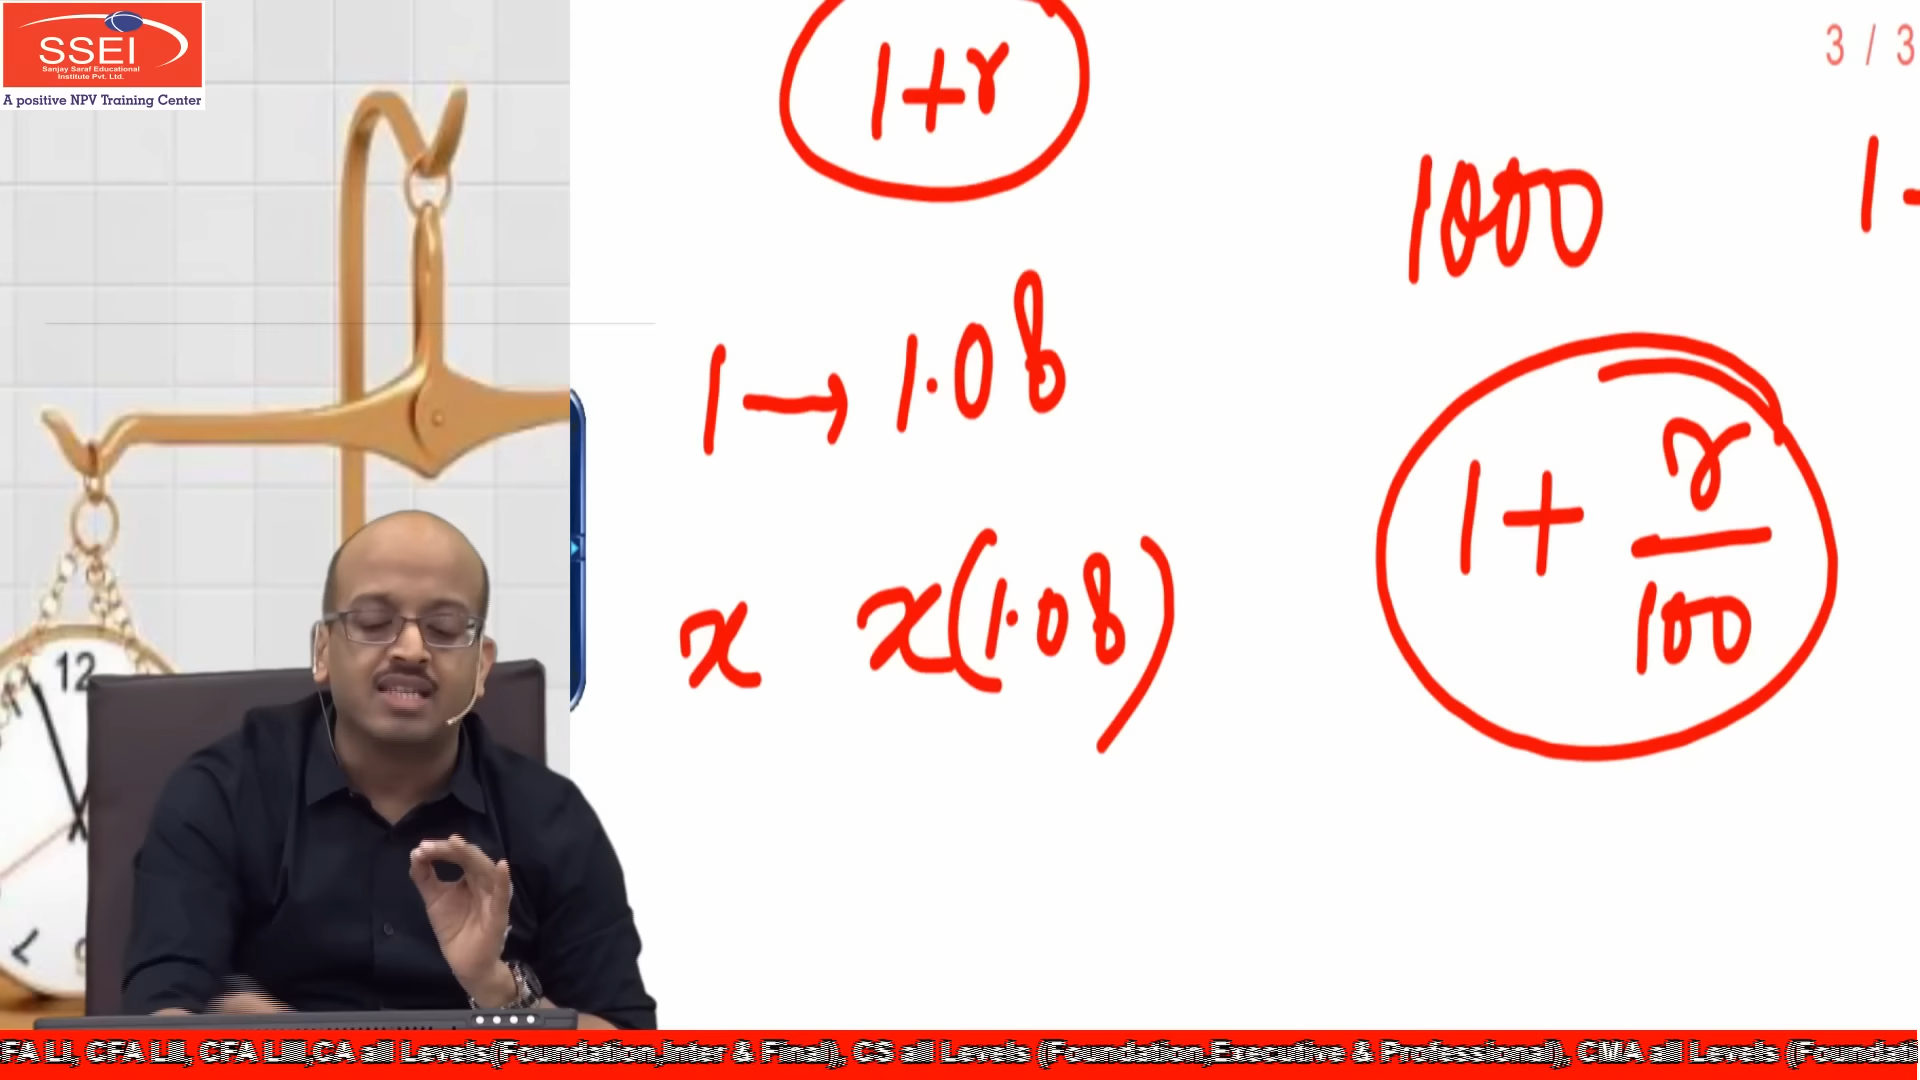 SSEI
Sanjay Saraf Educational
Institute Pvt. Ltd.
A positive NPV Training Center
3 / 3
1+r
1000
1
1 → 1.08
1 + r/100
x x(1.08)
12
FA LI, CFA LII, CFA LIII,CA all Levels(Foundation,Inter & Final), CS all Levels (Foundation,Executive & Professional), CMA all Levels (Foundati